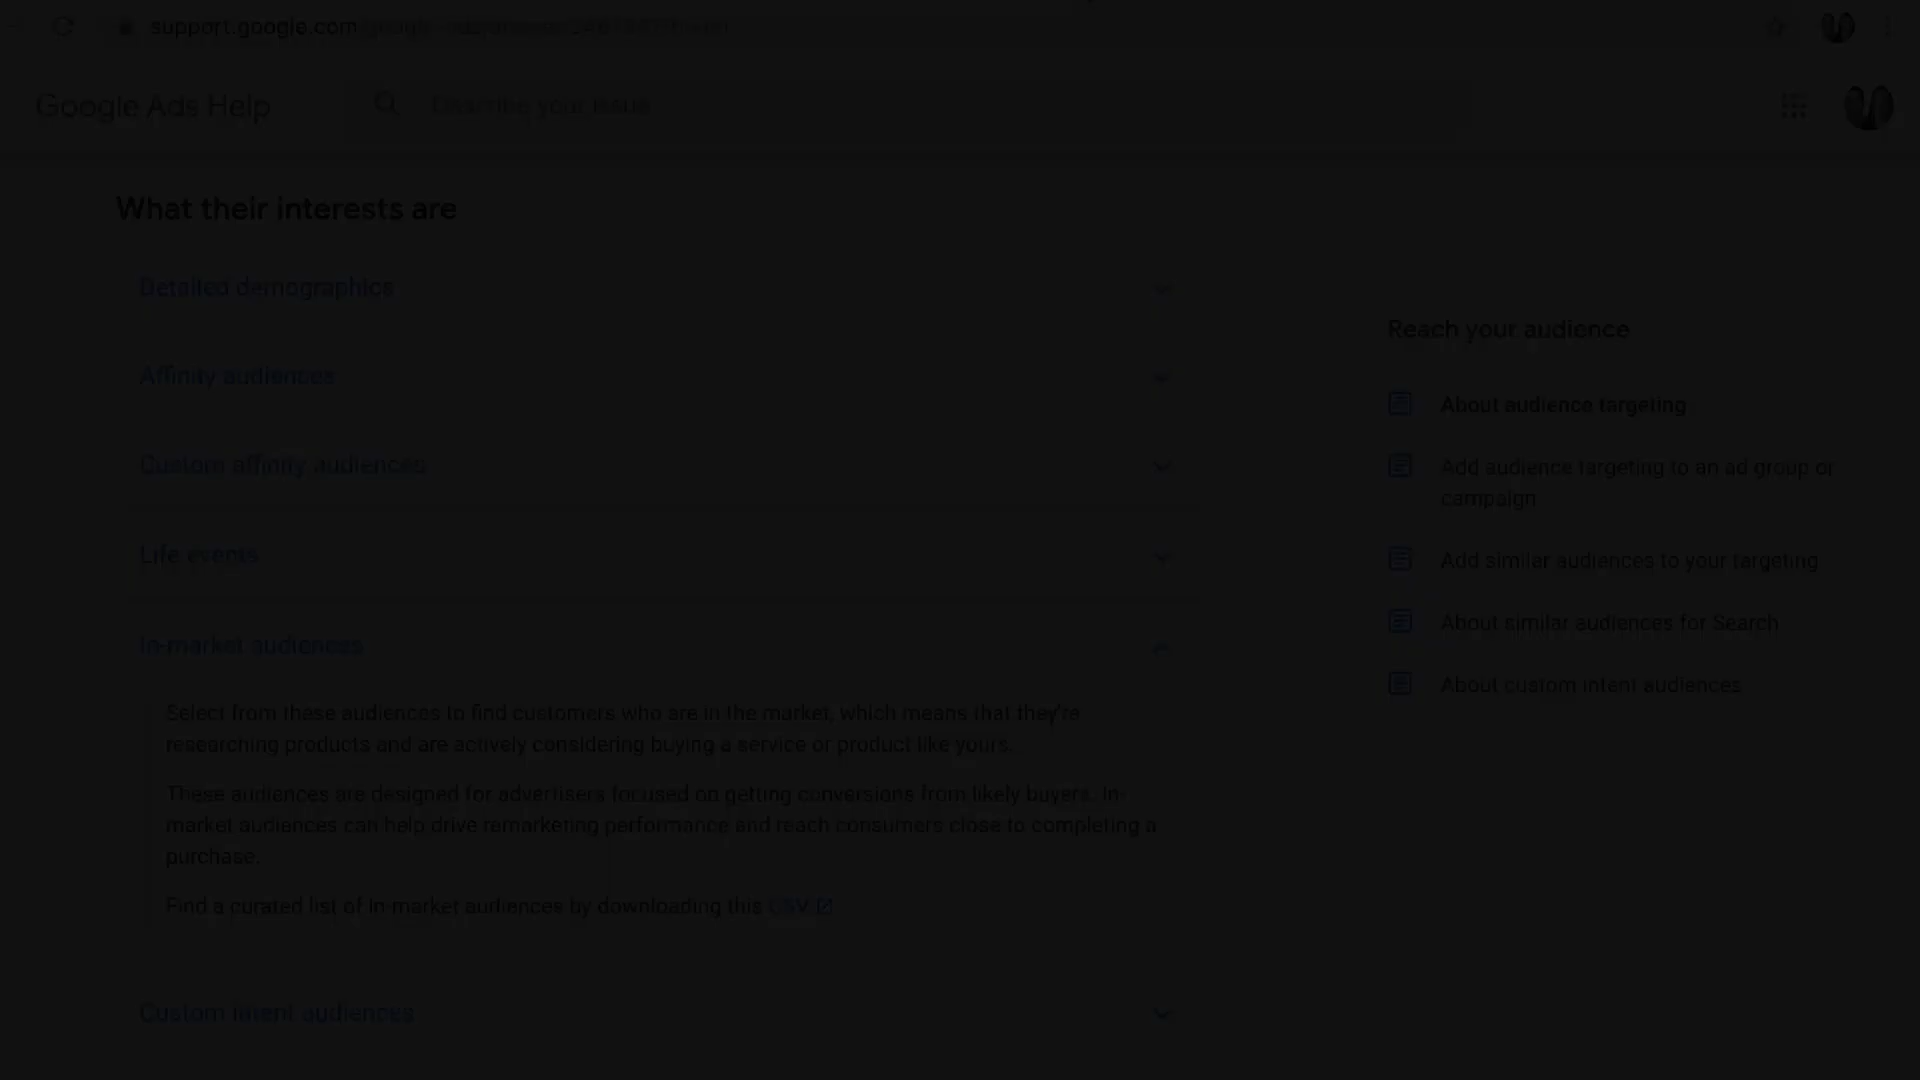 support.google.com
Google Ads Help
Describe your issue
What their interests are
Detailed demographics
Affinity audiences
Custom affinity audiences
Life events
In-market audiences
Select from these audiences to find customers who are in the market, which means that they're
researching products and are actively considering buying a service or product like yours.
These audiences are designed for advertisers focused on getting conversions from likely buyers. In-
market audiences can help drive remarketing performance and reach consumers close to completing a
purchase.
Find a curated list of in-market audiences by downloading this CSV
Custom intent audiences
Reach your audience
About audience targeting
Add audience targeting to an ad group or
campaign
Add similar audiences to your targeting
About similar audiences for Search
About custom intent audiences